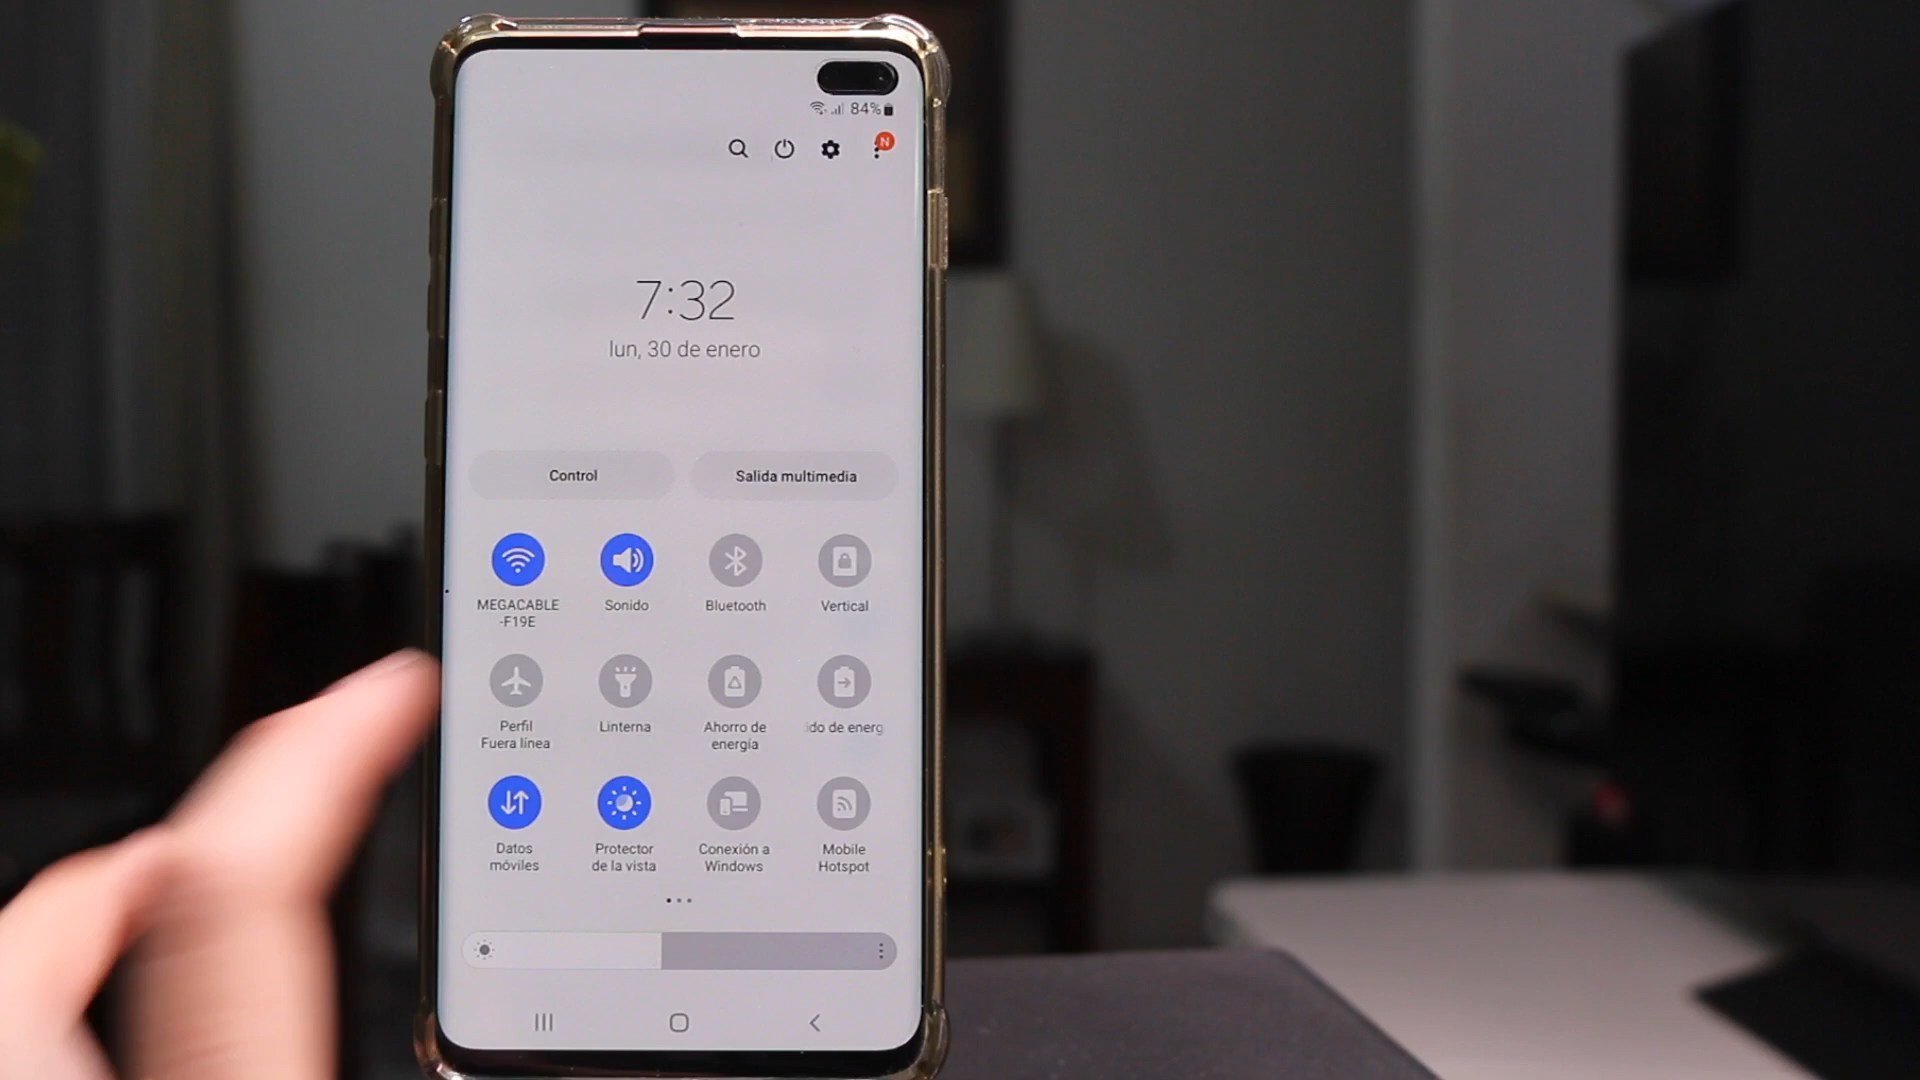 84%
N
7:32
lun, 30 de enero
Control
Salida multimedia
MEGACABLE
-F19E
Sonido
Bluetooth
Vertical
Perfil
Fuera línea
Linterna
Ahorro de
energía
do de energ
Datos
móviles
Protector
de la vista
Conexión a
Windows
Mobile
Hotspot